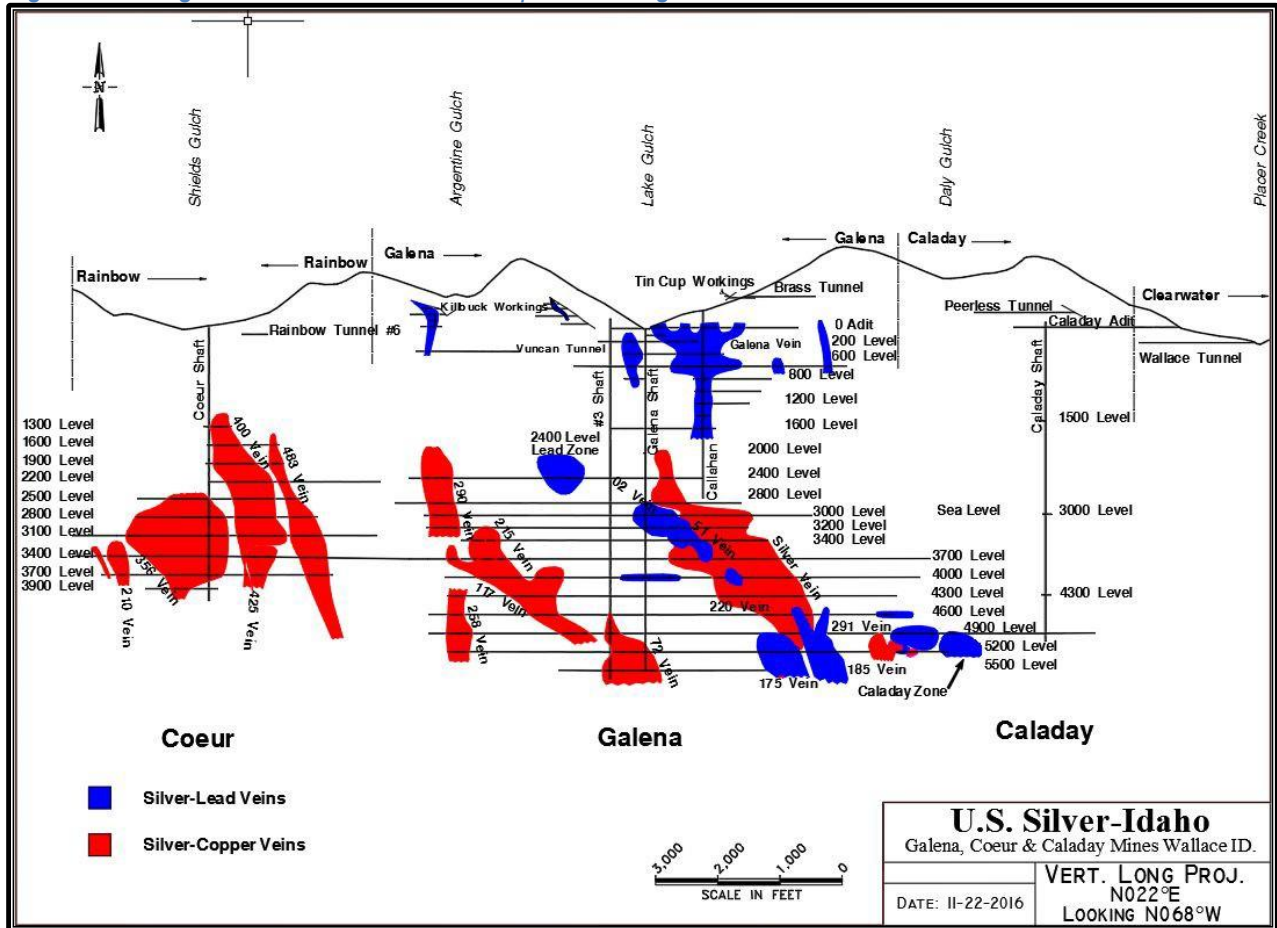 N
Shields Gulch
Argentine Gulch
Lake Gulch
Daly Gulch
Placer Creek
Rainbow
Rainbow
Galena
Galena
Caladay
Clearwater
Tin Cup Workings
Brass Tunnel
Killbuck Workings
Peerless Tunnel
Caladay Adit
Rainbow Tunnel #6
Vuncan Tunnel
Wallace Tunnel
0 Adit
200 Level
Galena Vein
600 Level
800 Level
1200 Level
1600 Level
2000 Level
2400 Level
2800 Level
3000 Level
3200 Level
3400 Level
3700 Level
4000 Level
4300 Level
4600 Level
4900 Level
5200 Level
5500 Level
Coeur Shaft
#3 Shaft
Galena Shaft
Callahan
Caladay Shaft
1500 Level
Sea Level
3000 Level
4300 Level
1300 Level
1600 Level
1900 Level
2200 Level
2500 Level
2800 Level
3100 Level
3400 Level
3700 Level
3900 Level
400 Vein
483 Vein
356 Vein
210 Vein
425 Vein
2400 Level
Lead Zone
290 Vein
215 Vein
117 Vein
258 Vein
02 Vein
51 Vein
Silver Vein
220 Vein
72 Vein
291 Vein
175 Vein
185 Vein
Caladay Zone
Coeur
Galena
Caladay
Silver-Lead Veins
Silver-Copper Veins
3,000
2,000
1,000
0
SCALE IN FEET
U.S. Silver-Idaho
Galena, Coeur & Caladay Mines Wallace ID.
DATE: 11-22-2016
VERT. LONG PROJ.
N022°E
LOOKING N068°W